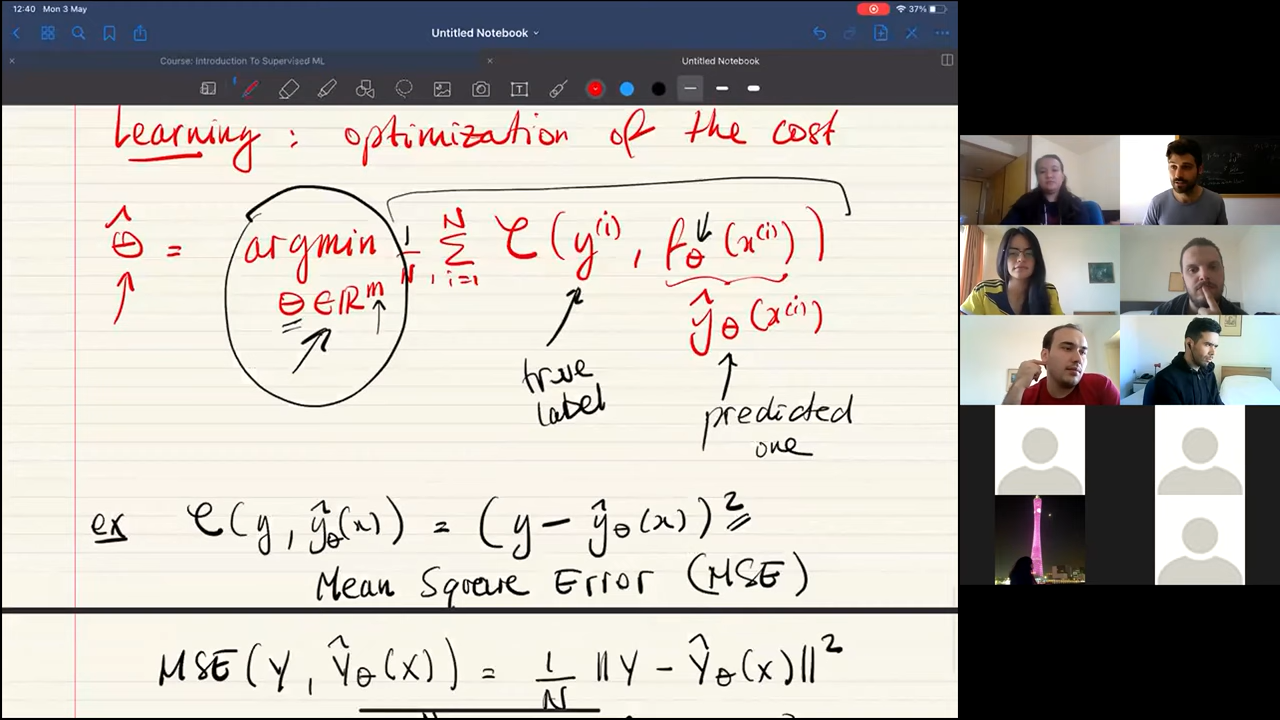 12:40 Mon 3 May
37%
Untitled Notebook
Course: Introduction To Supervised ML
Untitled Notebook
Learning : optimization of the cost
θ̂ = argmin 1/N Σ i=1 N C ( y⁽ⁱ⁾ , f_θ (x⁽ⁱ⁾) )
θ ∈ ℝᵐ
ŷ_θ (x⁽ⁱ⁾)
true
label
predicted
one
ex C(y, ŷ_θ(x)) = (y − ŷ_θ(x))²
Mean Square Error (MSE)
MSE(Y, Ŷ_θ(X)) = 1/N ||Y − Ŷ_θ(X)||²